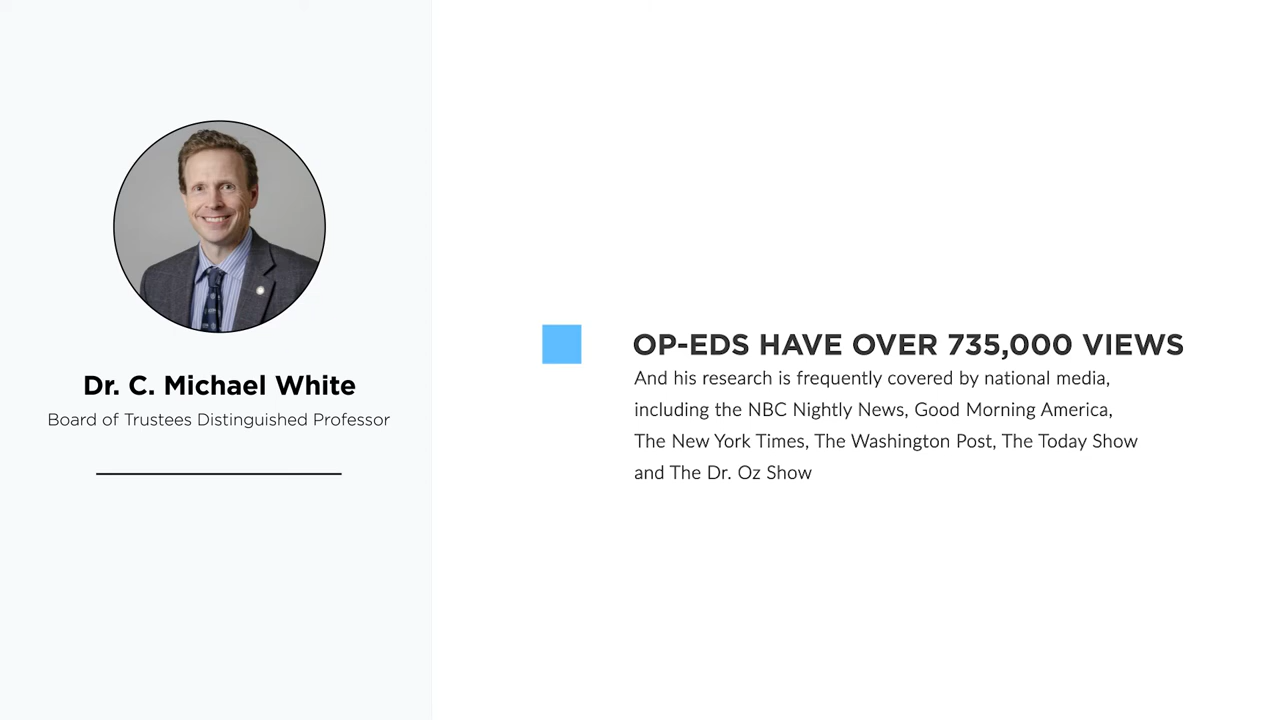 Dr. C. Michael White
Board of Trustees Distinguished Professor
OP-EDS HAVE OVER 735,000 VIEWS
And his research is frequently covered by national media,
including the NBC Nightly News, Good Morning America,
The New York Times, The Washington Post, The Today Show
and The Dr. Oz Show